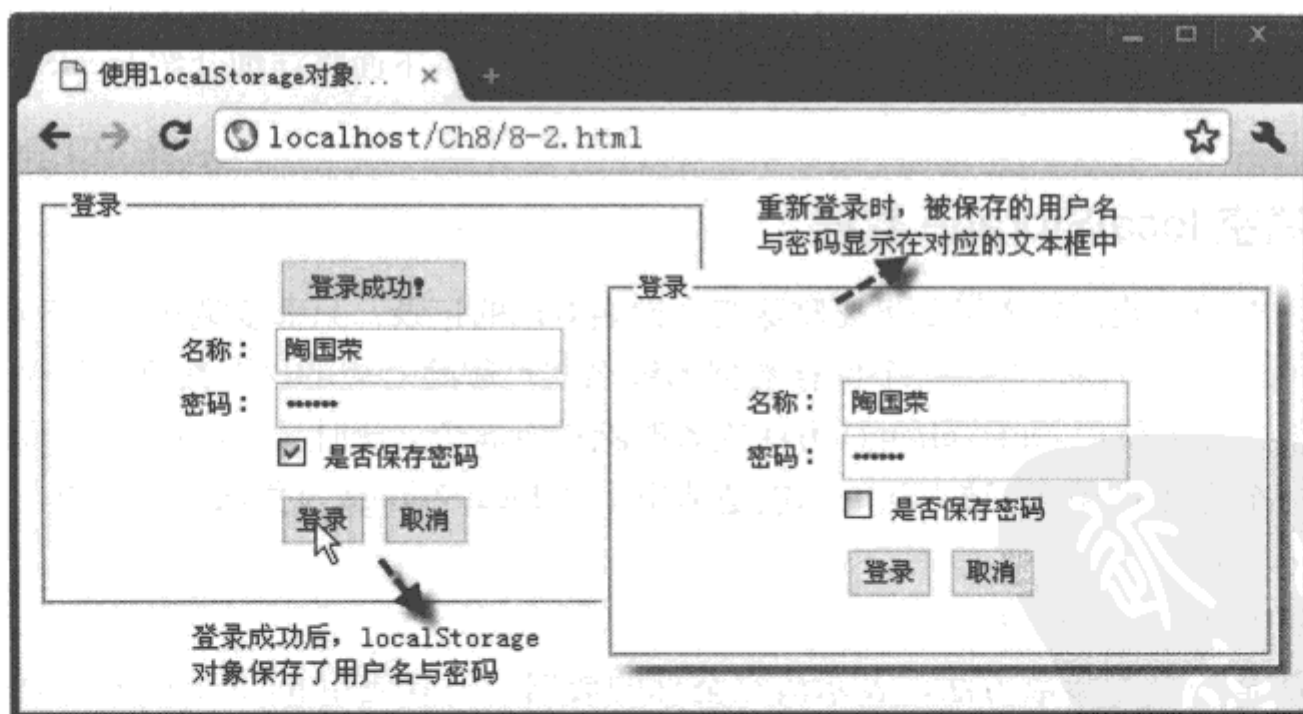 使用localStorage对象...
localhost/Ch8/8-2.html
登录
登录成功!
名称：
陶国荣
密码：
••••••
是否保存密码
登录
取消
登录成功后，localStorage
对象保存了用户名与密码
重新登录时，被保存的用户名
与密码显示在对应的文本框中
登录
名称：
陶国荣
密码：
••••••
是否保存密码
登录
取消